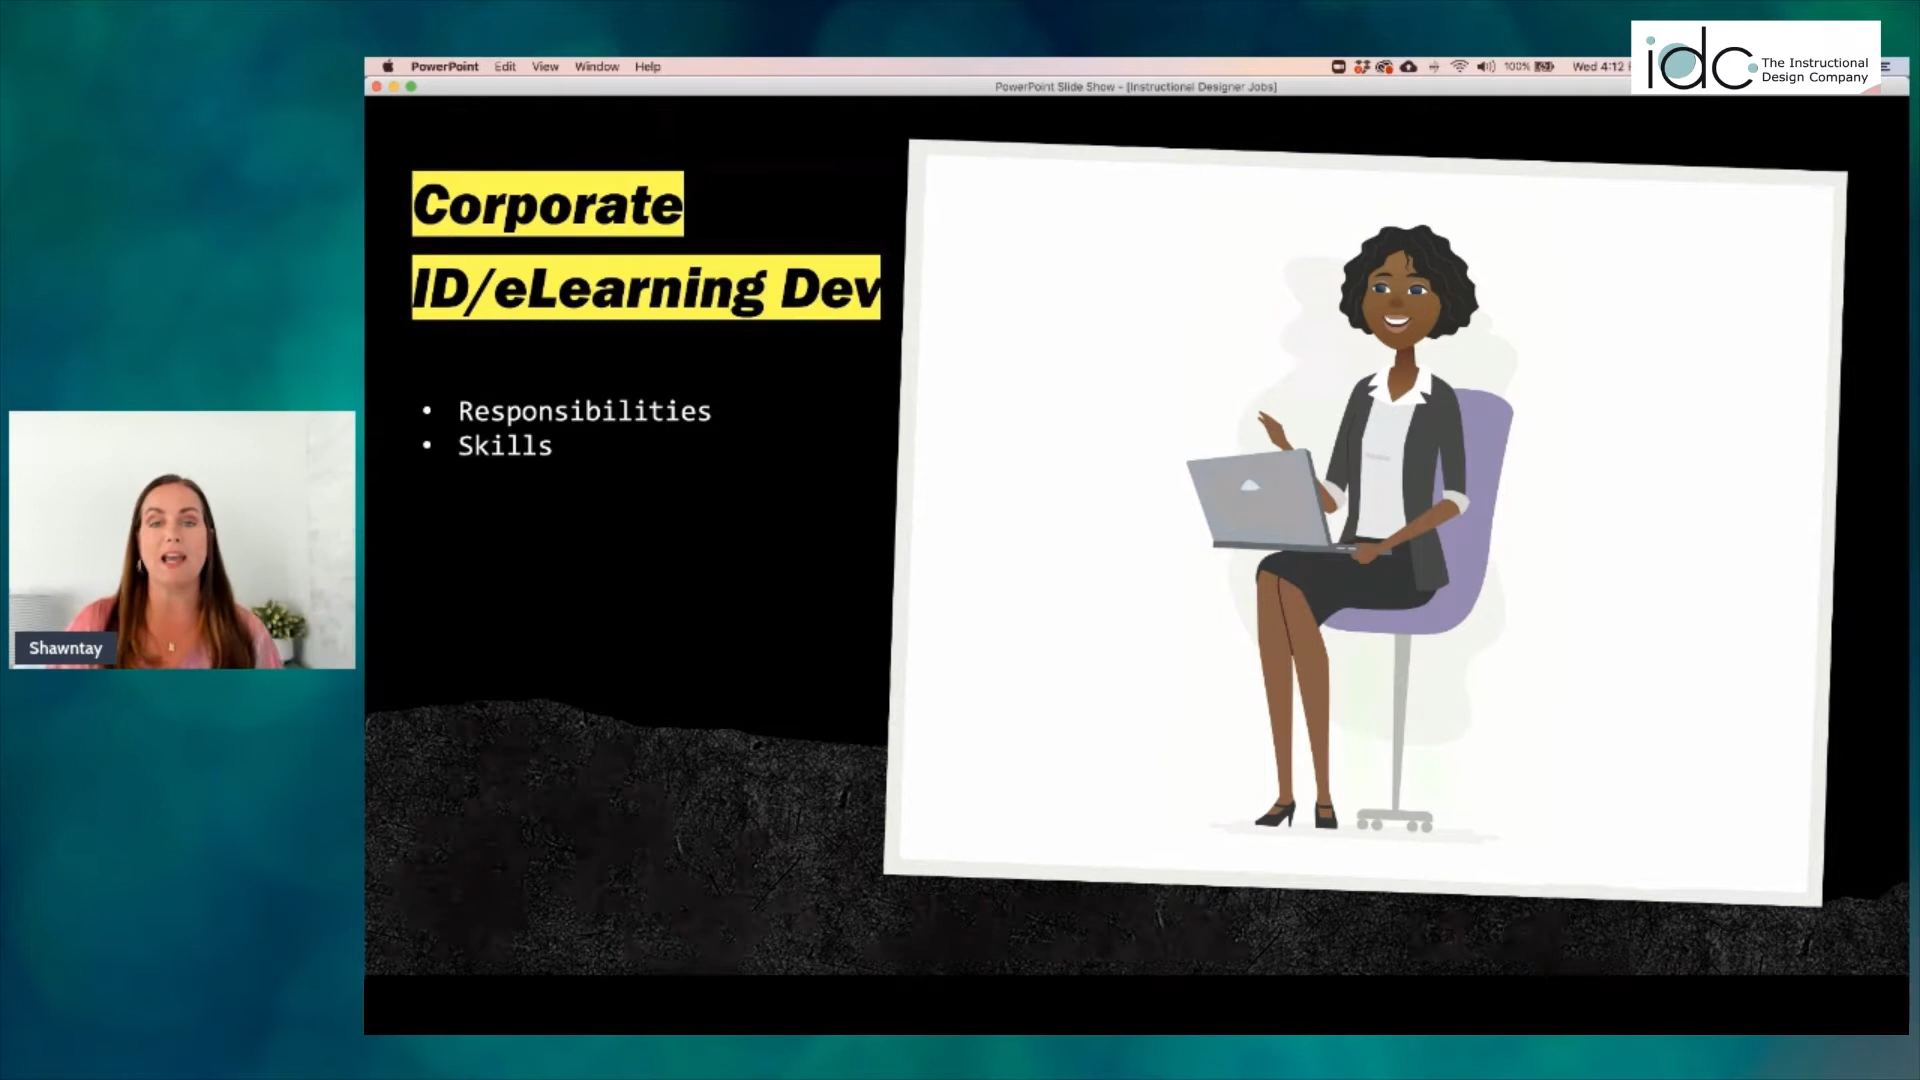 PowerPoint Edit View Window Help
100% Wed 4:12
PowerPoint Slide Show - [Instructional Designer Jobs]
idc The Instructional
Design Company
Corporate
ID/eLearning Dev
• Responsibilities
• Skills
Shawntay